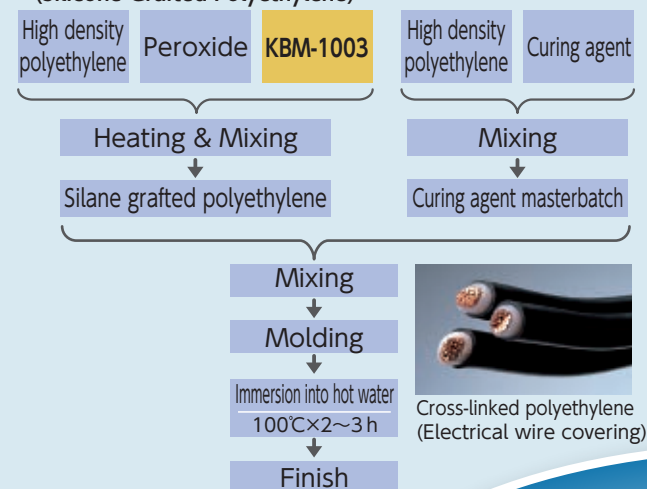 High density
polyethylene
Peroxide
KBM-1003
High density
polyethylene
Curing agent
Heating & Mixing
Mixing
Silane grafted polyethylene
Curing agent masterbatch
Mixing
Molding
Immersion into hot water
100℃×2～3 h
Finish
Cross-linked polyethylene
(Electrical wire covering)